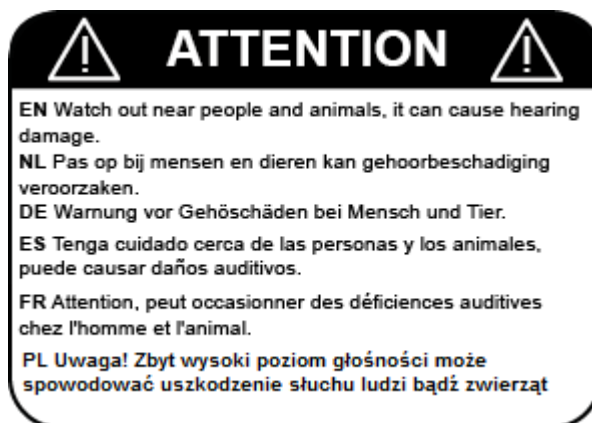 ATTENTION
EN Watch out near people and animals, it can cause hearing
damage.
NL Pas op bij mensen en dieren kan gehoorbeschadiging
veroorzaken.
DE Warnung vor Gehöschäden bei Mensch und Tier.
ES Tenga cuidado cerca de las personas y los animales,
puede causar daños auditivos.
FR Attention, peut occasionner des déficiences auditives
chez l'homme et l'animal.
PL Uwaga! Zbyt wysoki poziom głośności może
spowodować uszkodzenie słuchu ludzi bądź zwierząt